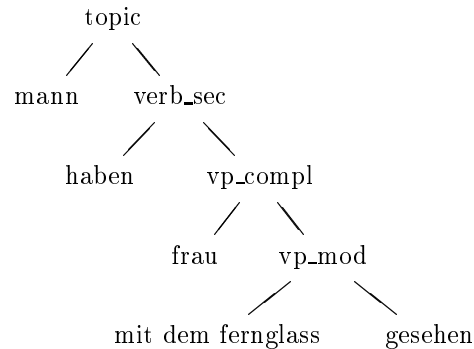 topic
mann verb_sec
haben vp_compl
frau vp_mod
mit dem fernglass gesehen